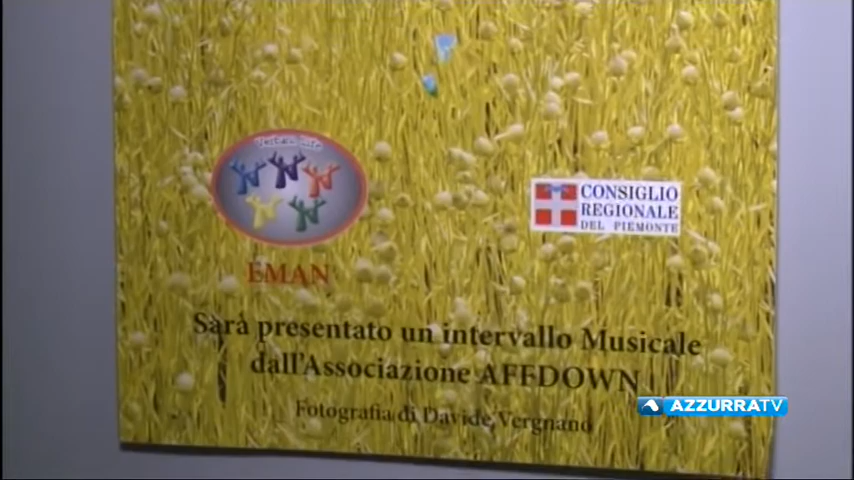 CONSIGLIO
REGIONALE
DEL PIEMONTE
EMAN
Sarà presentato un intervallo Musicale
dall'Associazione AFFDOWN
Fotografia di Davide Vergnano
AZZURRATV